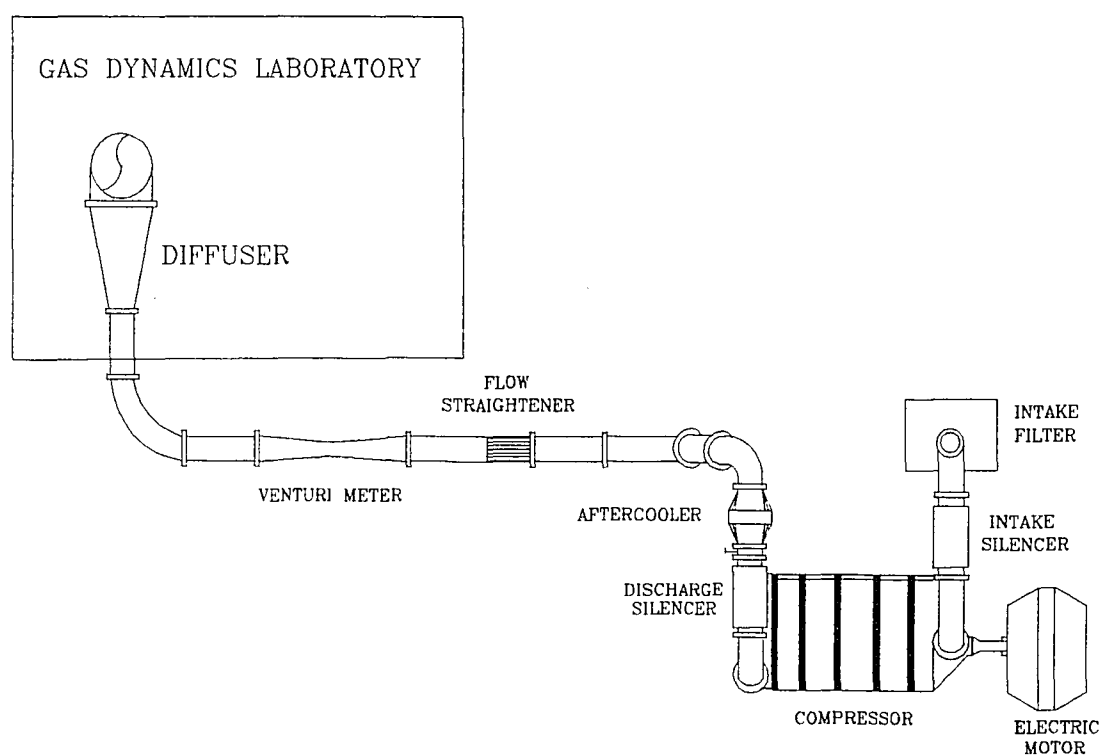 GAS DYNAMICS LABORATORY
DIFFUSER
FLOW
STRAIGHTENER
VENTURI METER
INTAKE
FILTER
AFTERCOOLER
INTAKE
SILENCER
DISCHARGE
SILENCER
COMPRESSOR
ELECTRIC
MOTOR